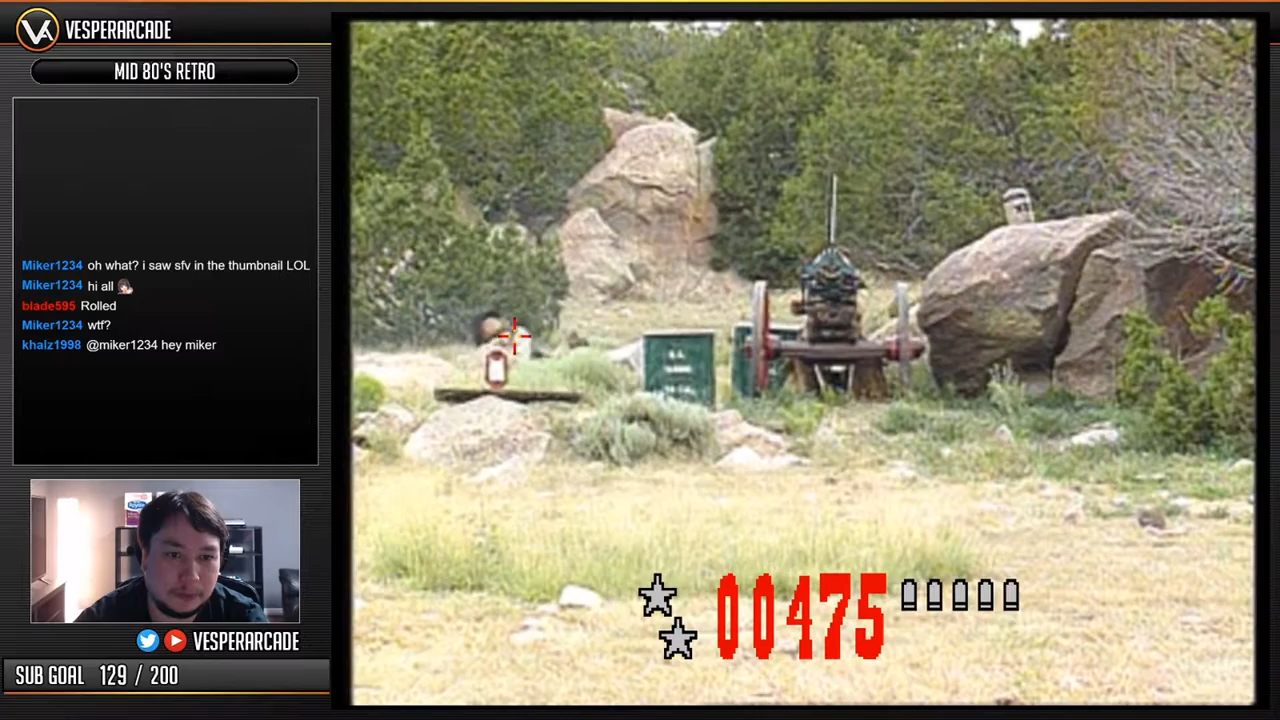 VESPERARCADE
MID 80'S RETRO
Miker1234 oh what? i saw sfv in the thumbnail LOL
Miker1234 hi all
blade595 Rolled
Miker1234 wtf?
khalz1998 @miker1234 hey miker
VESPERARCADE
SUB GOAL 129 / 200
00475